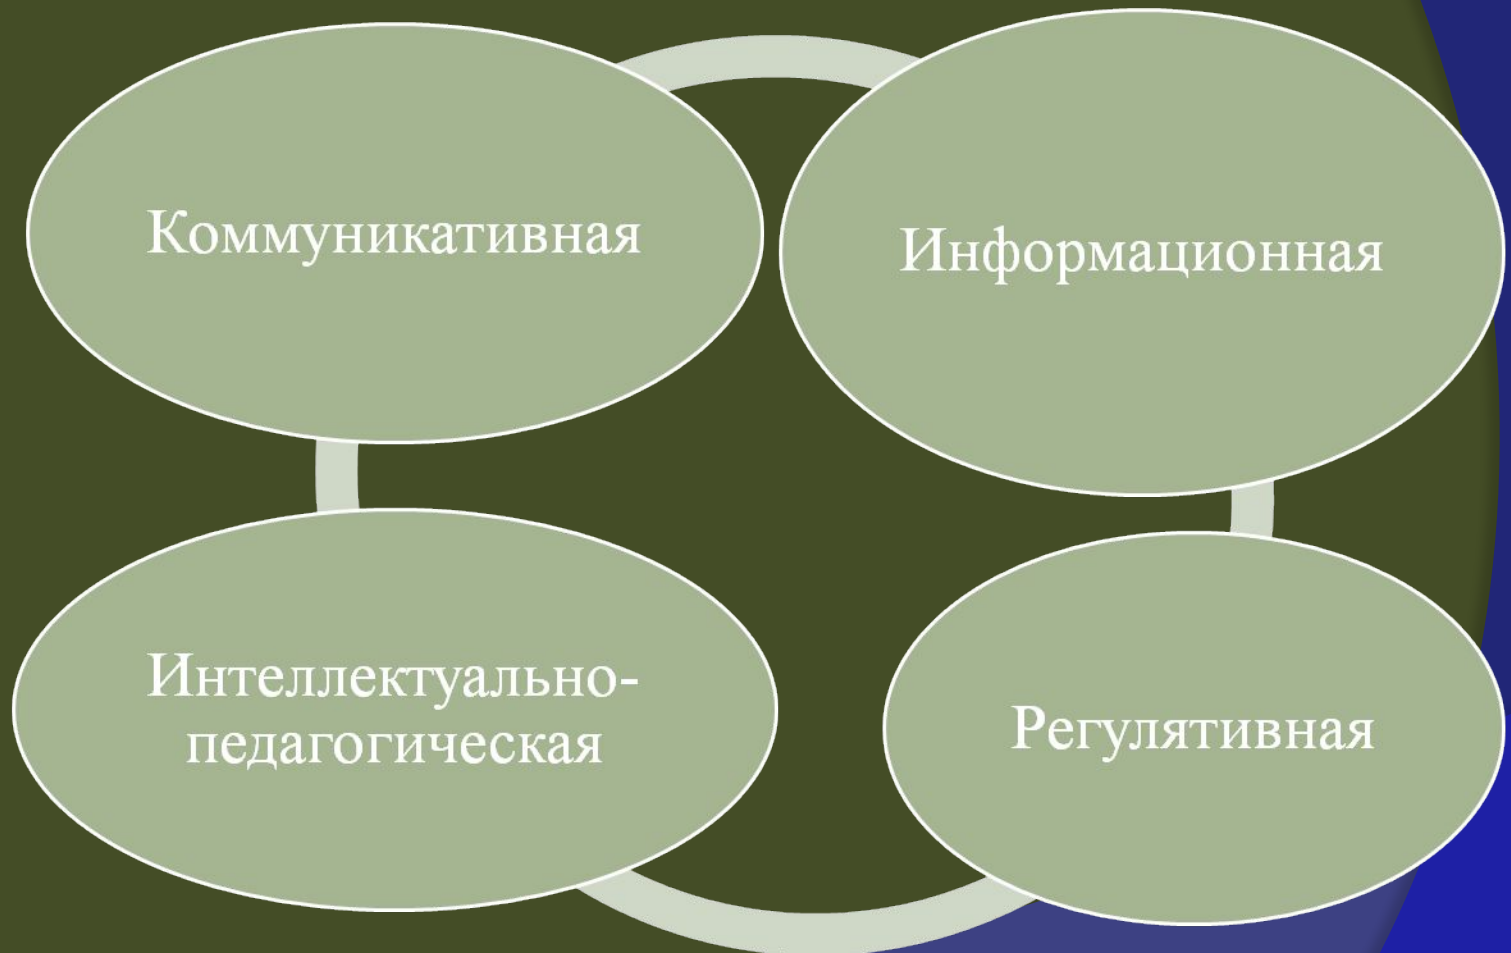 Коммуникативная
Информационная
Интеллектуально-
педагогическая
Регулятивная